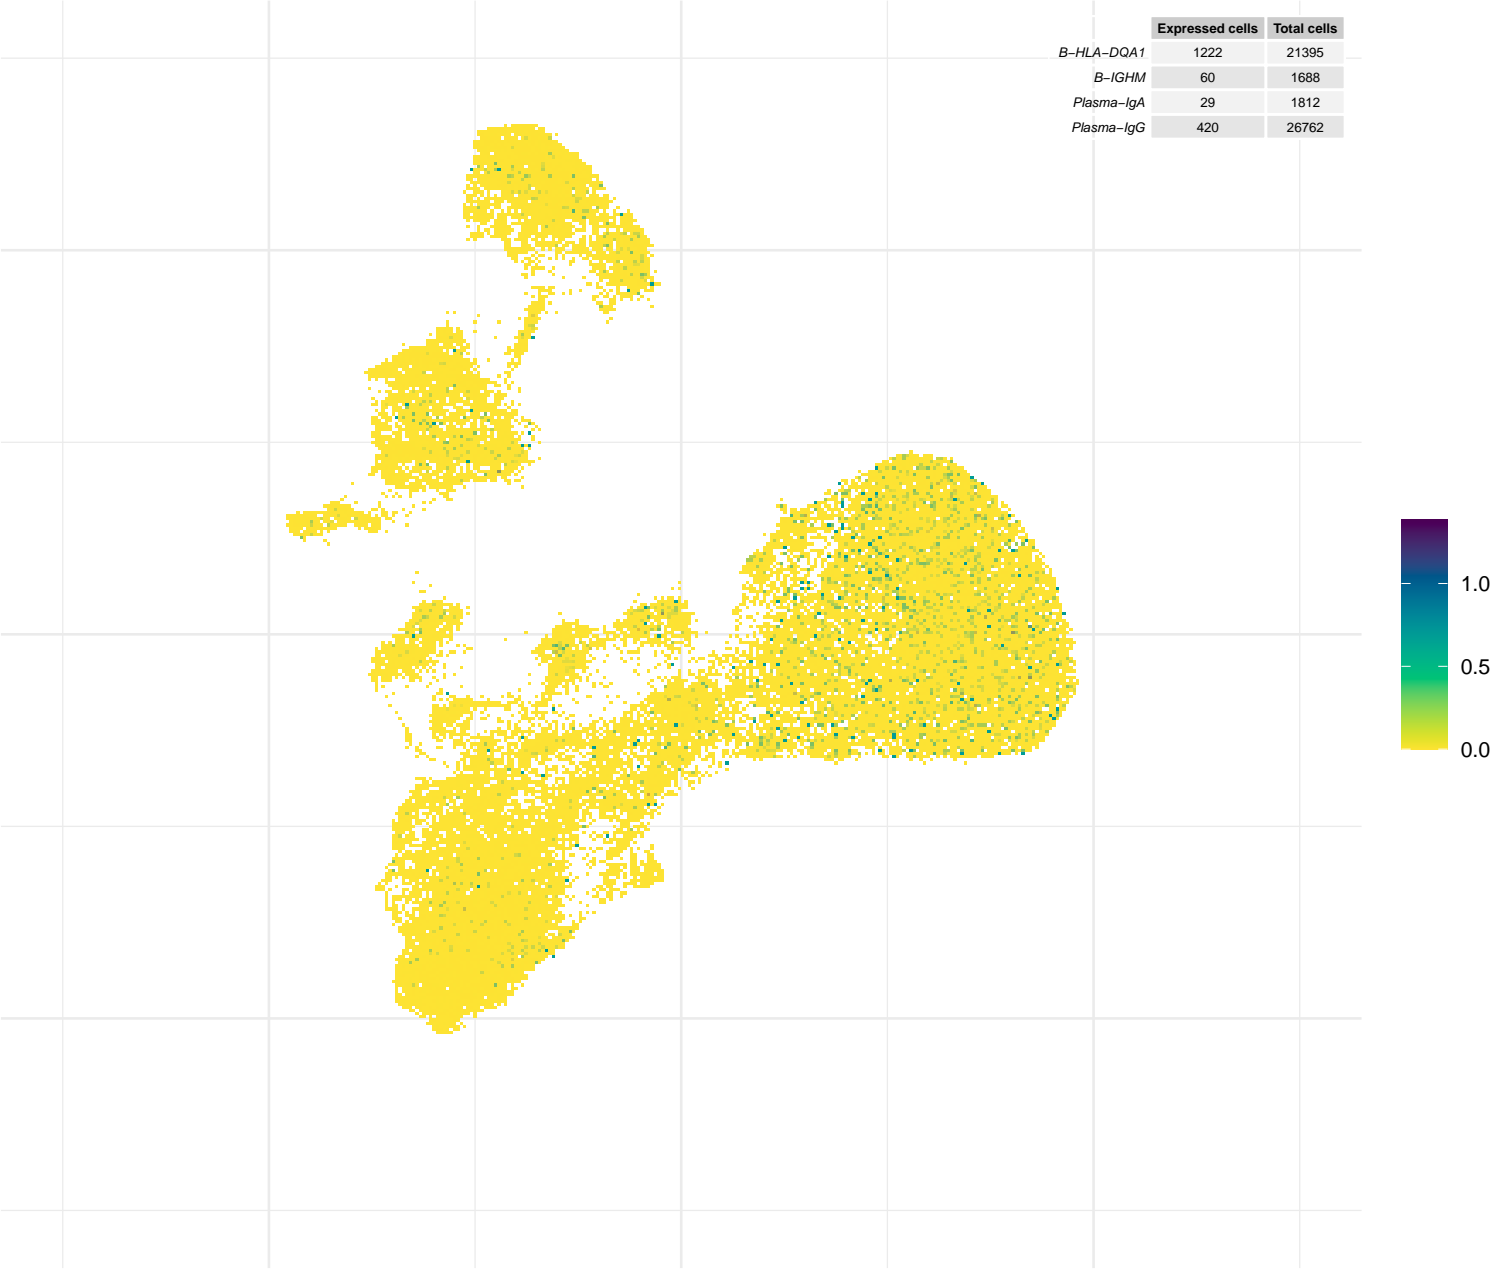 Expressed cells Total cells
B−HLA−DQA1 1222 21395
B−IGHM 60 1688
Plasma−IgA 29 1812
Plasma−IgG 420 26762
1.0
0.5
0.0